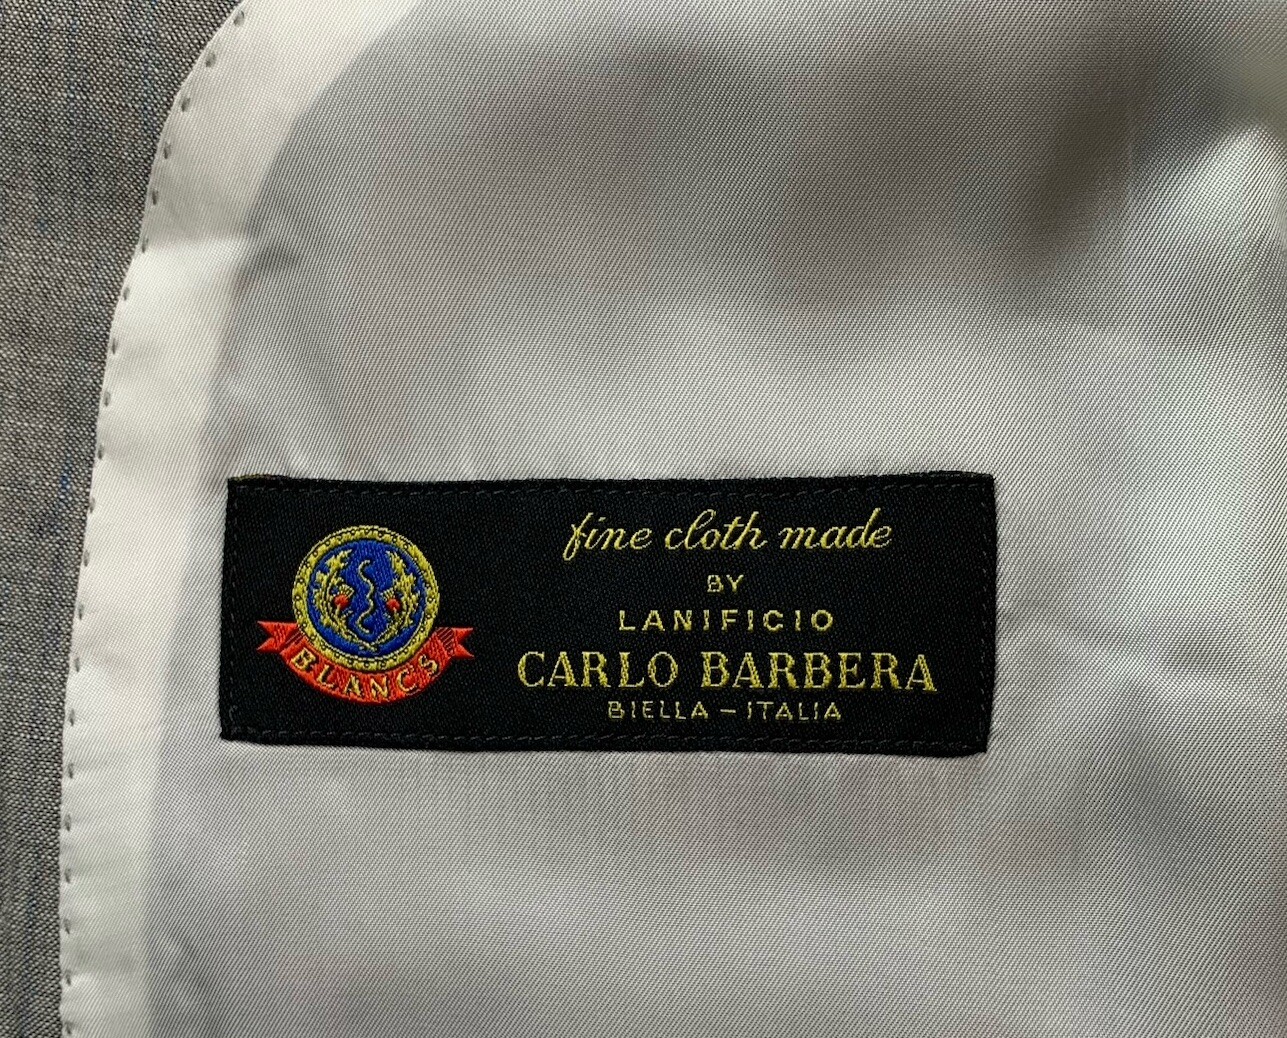 fine cloth made
BY
LANIFICIO
CARLO BARBERA
BIELLA – ITALIA
BLANCS